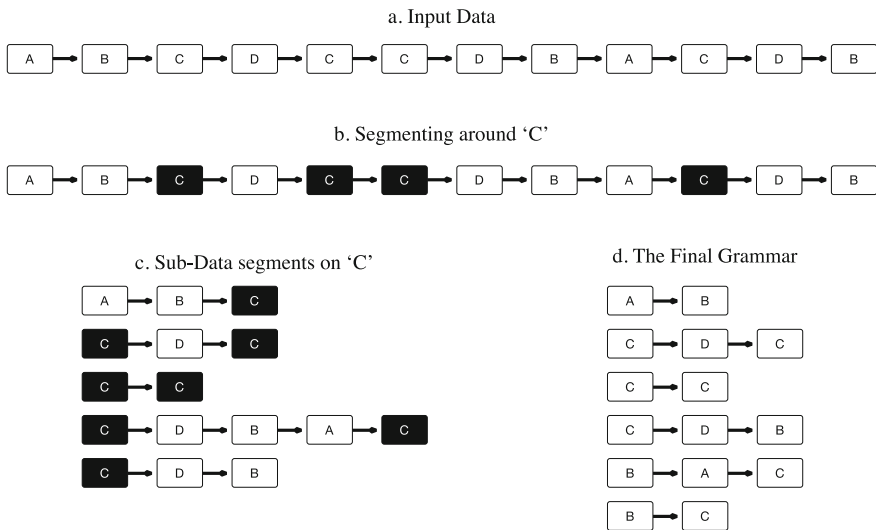 a. Input Data
A B C D C C D B A C D B
b. Segmenting around ‘C’
A B C D C C D B A C D B
c. Sub-Data segments on ‘C’
A B C
C D C
C C
C D B A C
C D B
d. The Final Grammar
A B
C D C
C C
C D B
B A C
B C